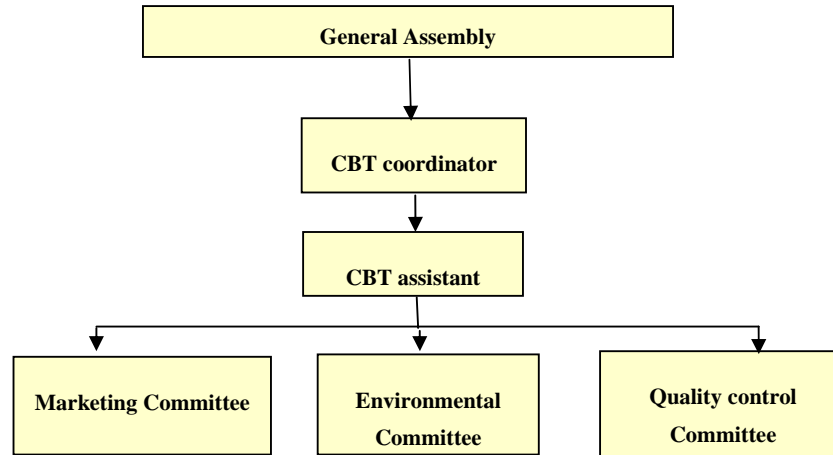 General Assembly
CBT coordinator
CBT assistant
Marketing Committee
Environmental
Committee
Quality control
Committee